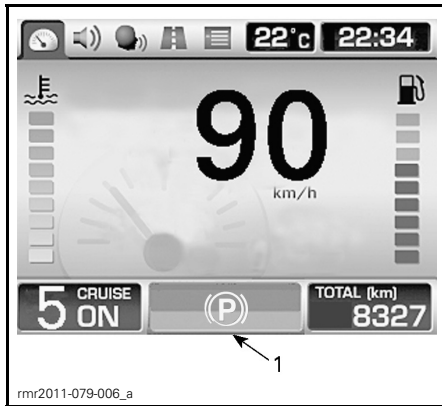 22°c 22:34
90
km/h
5 CRUISE ON
(P)
TOTAL (km)
8327
1
rmr2011-079-006_a